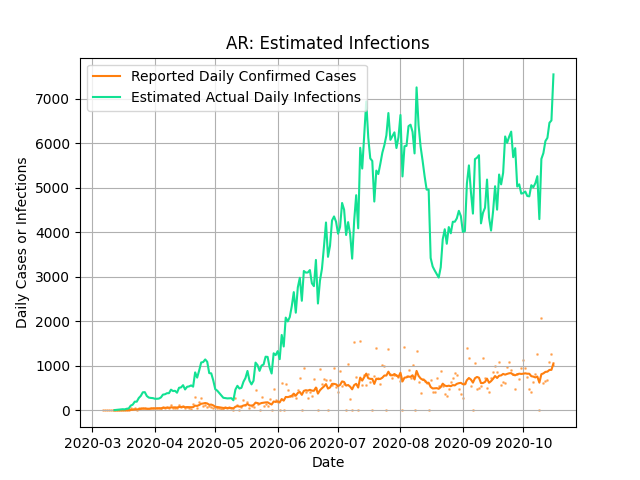 AR: Estimated Infections
Reported Daily Confirmed Cases
Estimated Actual Daily Infections
Daily Cases or Infections
7000
6000
5000
4000
3000
2000
1000
0
2020-03 2020-04 2020-05 2020-06 2020-07 2020-08 2020-09 2020-10
Date